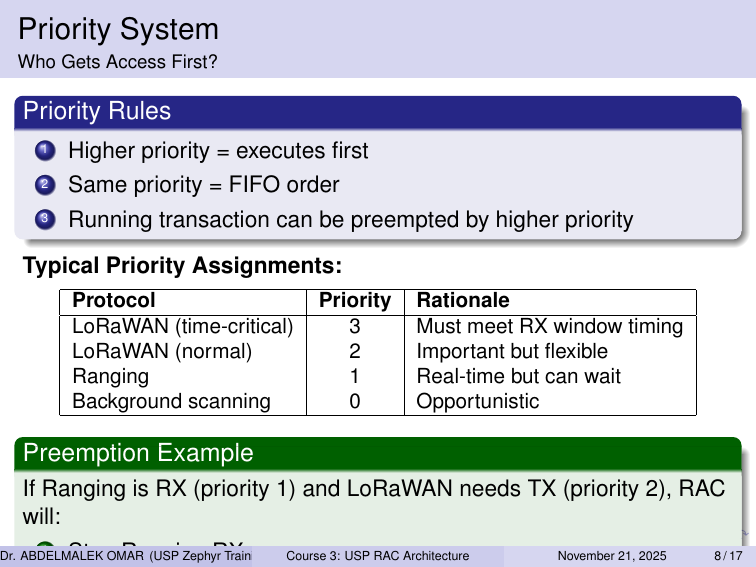 Priority System
Who Gets Access First?
Priority Rules
1 Higher priority = executes first
2 Same priority = FIFO order
3 Running transaction can be preempted by higher priority
Typical Priority Assignments:
Protocol Priority Rationale
LoRaWAN (time-critical) 3 Must meet RX window timing
LoRaWAN (normal) 2 Important but flexible
Ranging 1 Real-time but can wait
Background scanning 0 Opportunistic
Preemption Example
If Ranging is RX (priority 1) and LoRaWAN needs TX (priority 2), RAC
will:
Dr. ABDELMALEK OMAR (USP Zephyr Train Course 3: USP RAC Architecture November 21, 2025 8 / 17